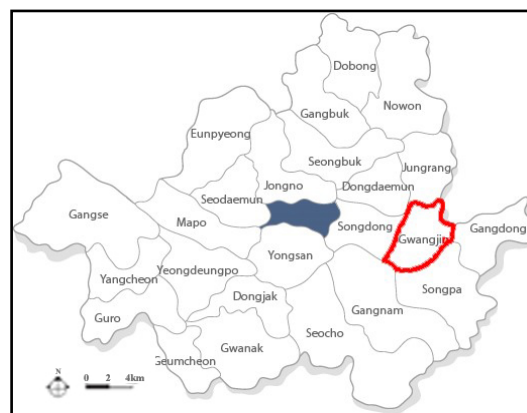 Dobong
Nowon
Gangbuk
Eunpyeong
Seongbuk
Jungrang
Jongno
Dongdaemun
Seodaemun
Gangse
Mapo
Songdong
Gwangjin
Gangdong
Yongsan
Yangcheon
Yeongdeungpo
Songpa
Dongjak
Gangnam
Guro
Seocho
Gwanak
Geumcheon
N
0 2 4km